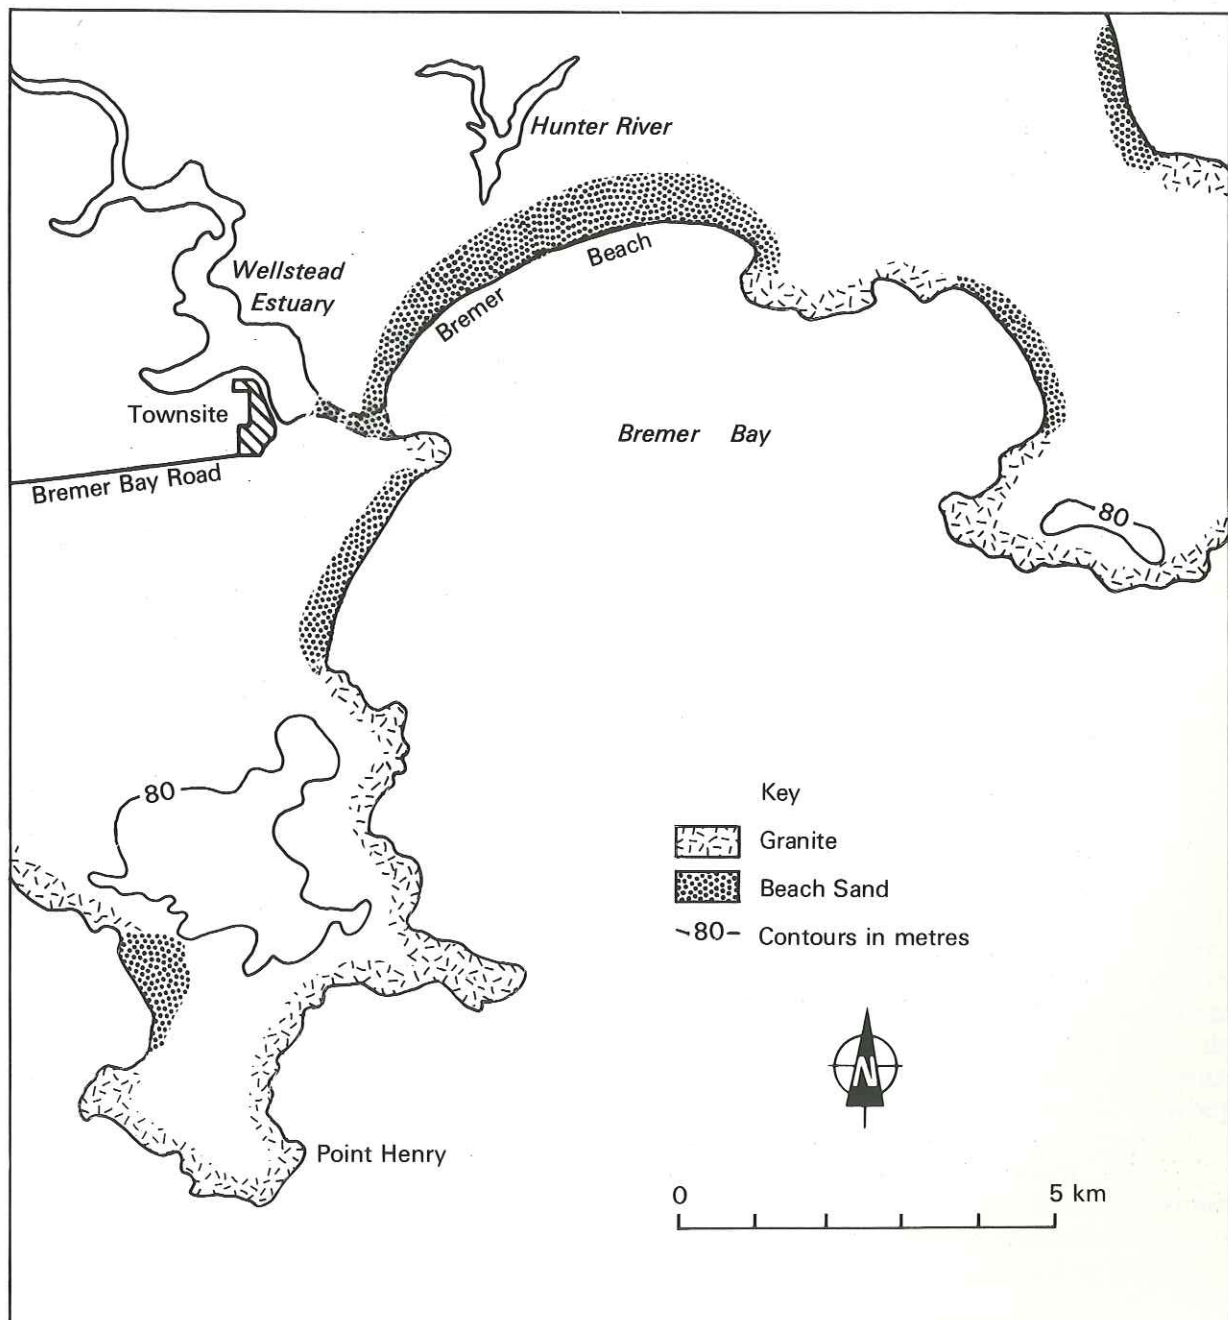 Hunter River
Wellstead
Estuary
Beach
Bremer
Townsite
Bremer Bay
Bremer Bay Road
80
80
Key
Granite
Beach Sand
80
Contours in metres
N
Point Henry
0
5 km